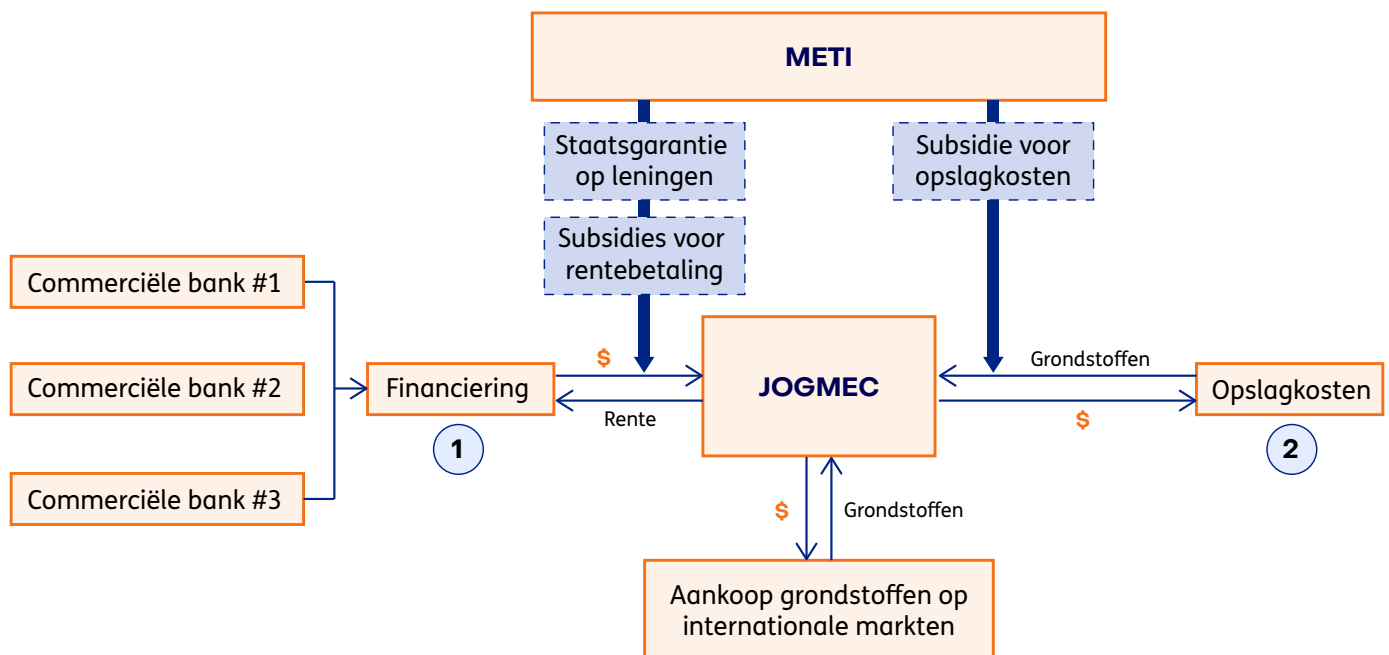 METI
Staatsgarantie
op leningen
Subsidie voor
opslagkosten
Subsidies voor
rentebetaling
Commerciële bank #1
Commerciële bank #2
Commerciële bank #3
Financiering
1
$
Rente
JOGMEC
Grondstoffen
$
Opslagkosten
2
$
Grondstoffen
Aankoop grondstoffen op
internationale markten